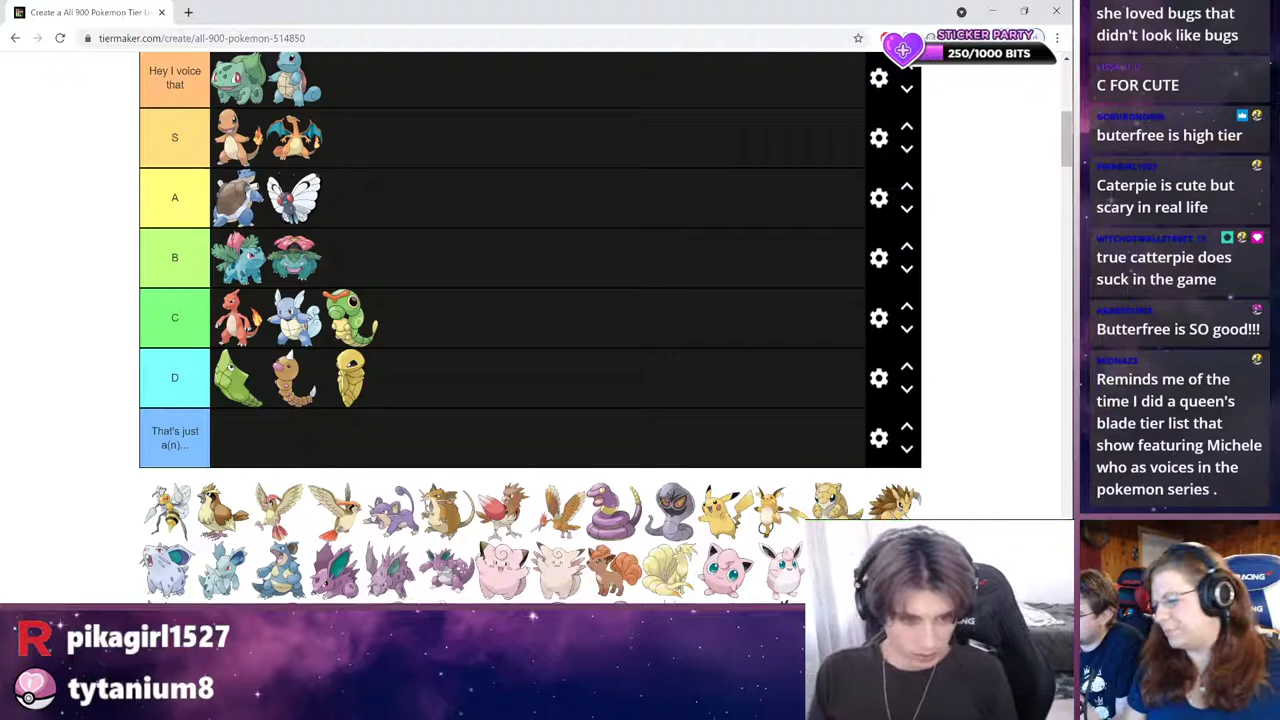 Create a All 900 Pokemon Tier Li
tiermaker.com/create/all-900-pokemon-514850
STICKER PARTY
250/1000 BITS
Hey I voice
that
S
A
B
C
D
That's just
a(n)...
she loved bugs that
didn't look like bugs
C FOR CUTE
buterfree is high tier
Caterpie is cute but
scary in real life
true catterpie does
suck in the game
Butterfree is SO good!!!
MIDNAZZ
Reminds me of the
time I did a queen's
blade tier list that
show featuring Michele
who as voices in the
pokemon series .
R pikagirl1527
tytanium8
RACING